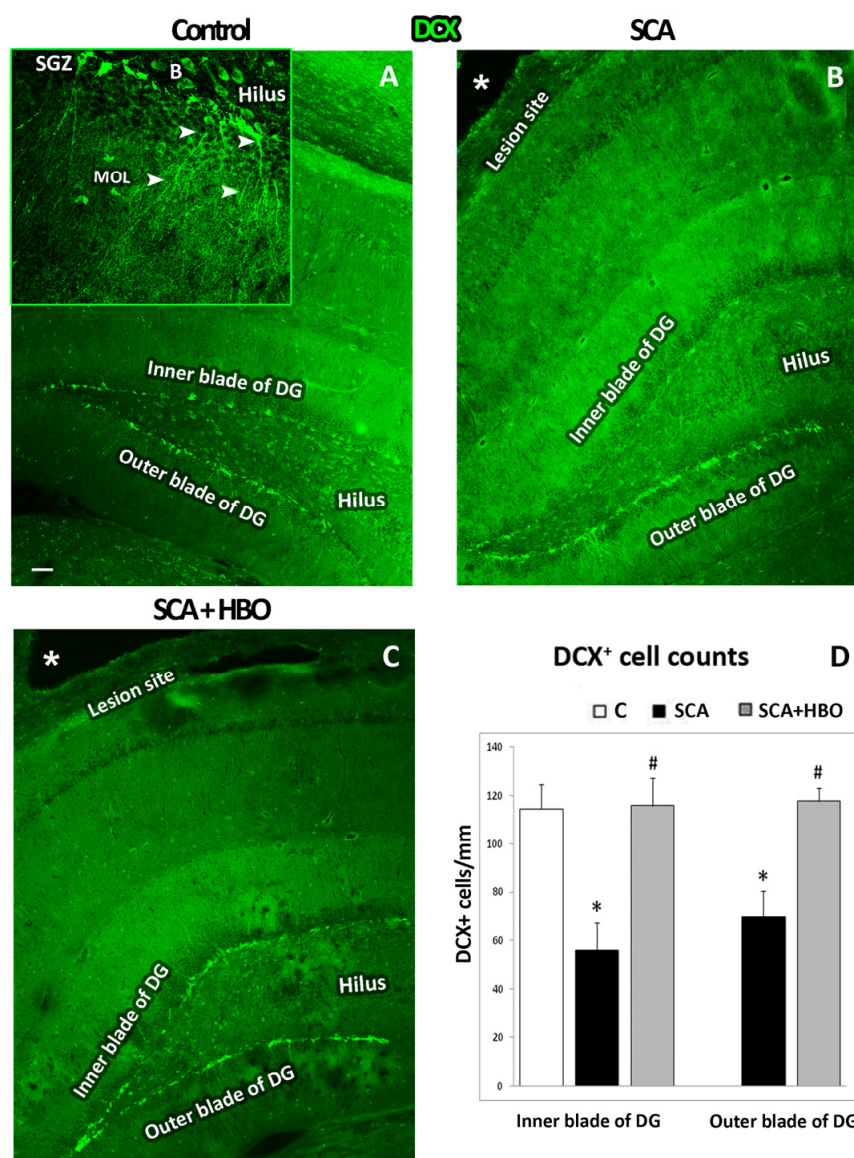 Control
DCX
SCA
SGZ
B
Hilus
A
MOL
Inner blade of DG
Outer blade of DG
Hilus
*
B
Lesion site
Inner blade of DG
Hilus
Outer blade of DG
SCA+HBO
*
C
Lesion site
Inner blade of DG
Hilus
Outer blade of DG
DCX+ cell counts
D
C SCA SCA+HBO
DCX+ cells/mm
140
120
100
80
60
40
20
0
*
#
*
#
Inner blade of DG
Outer blade of DG